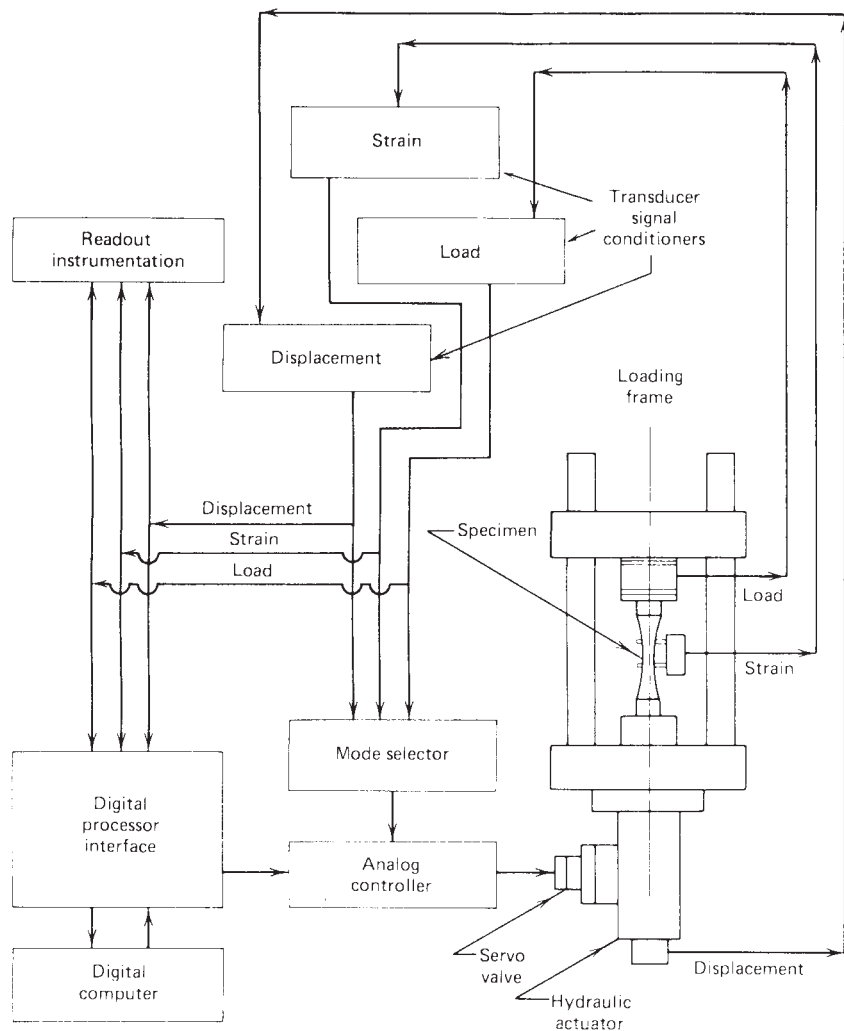 Strain
Transducer
signal
conditioners
Readout
instrumentation
Load
Displacement
Loading
frame
Displacement
Specimen
Strain
Load
Load
Strain
Mode selector
Digital
processor
interface
Analog
controller
Servo
valve
Displacement
Digital
computer
Hydraulic
actuator